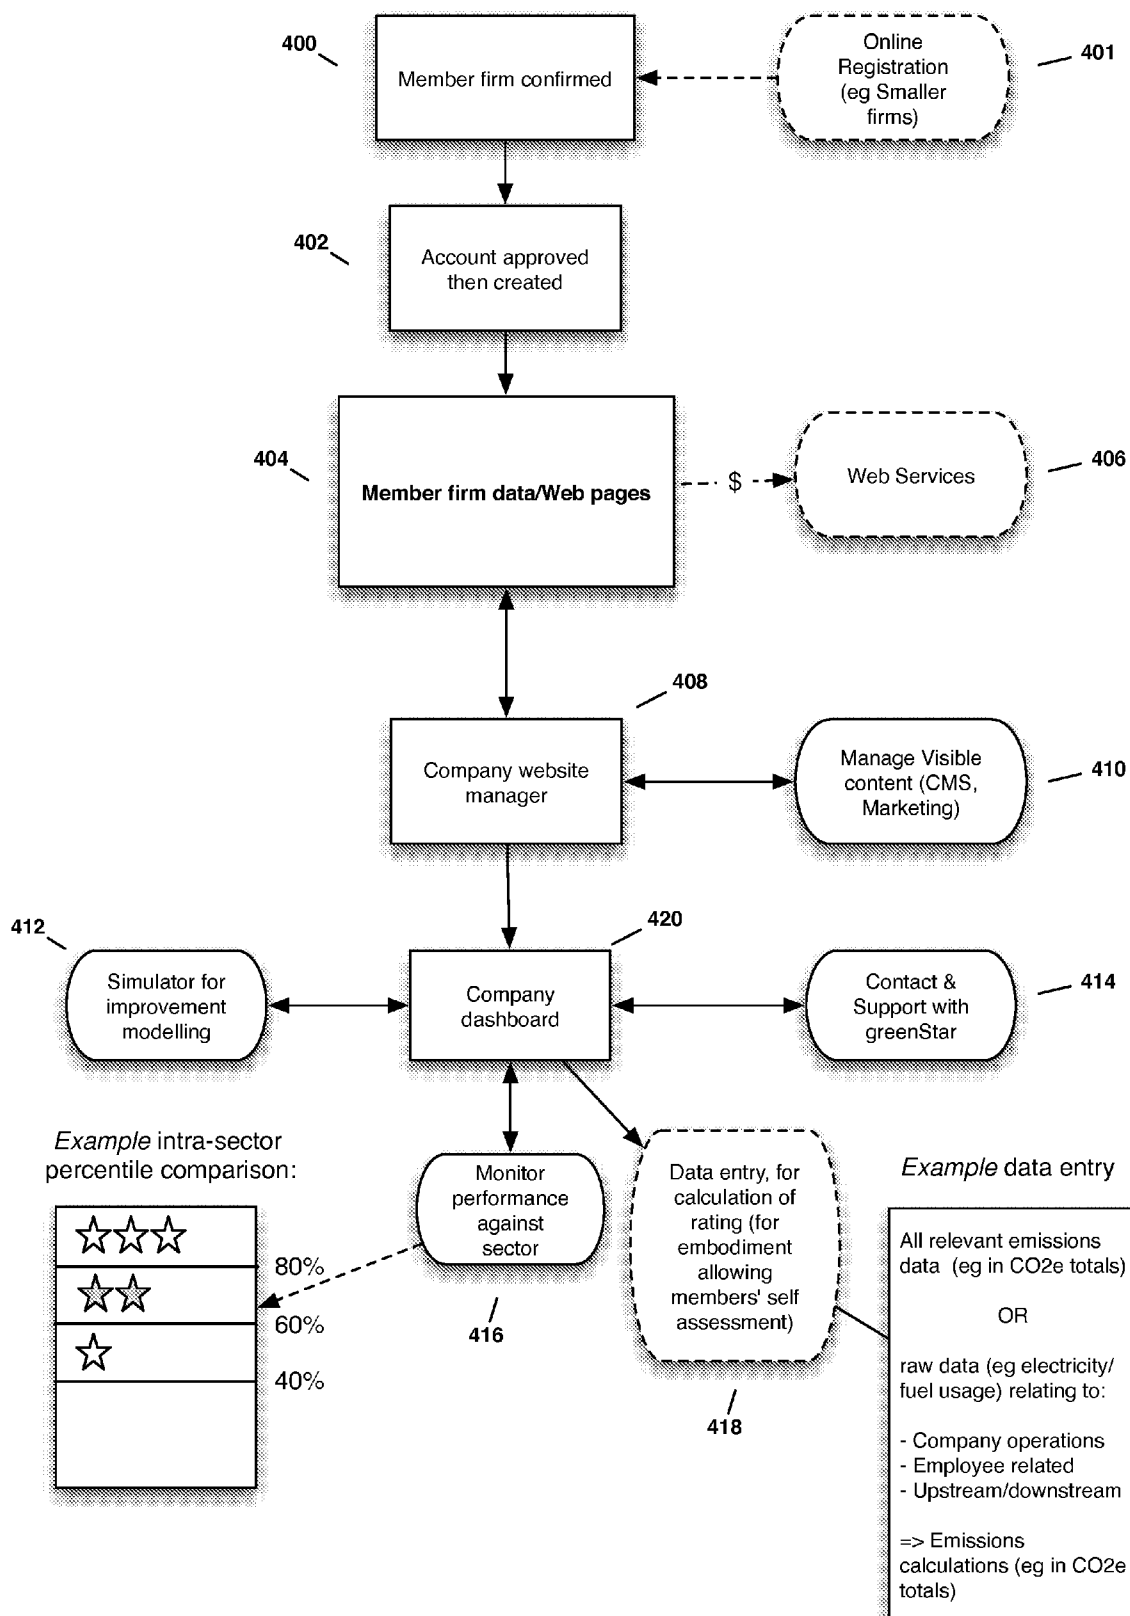 400
Member firm confirmed
Online
Registration
(eg Smaller
firms)
401
402
Account approved
then created
404
Member firm data/Web pages
$
Web Services
406
408
Company website
manager
Manage Visible
content (CMS,
Marketing)
410
412
Simulator for
improvement
modelling
420
Company
dashboard
Contact &
Support with
greenStar
414
Example intra-sector
percentile comparison:
80%
60%
40%
Monitor
performance
against
sector
416
Data entry, for
calculation of
rating (for
embodiment
allowing
members' self
assessment)
418
Example data entry
All relevant emissions
data (eg in CO2e totals)
OR
raw data (eg electricity/
fuel usage) relating to:
- Company operations
- Employee related
- Upstream/downstream
=> Emissions
calculations (eg in CO2e
totals)